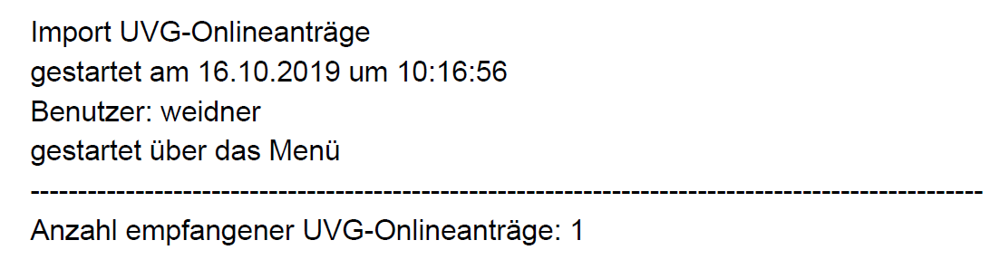 Import UVG-Onlineanträge
gestartet am 16.10.2019 um 10:16:56
Benutzer: weidner
gestartet über das Menü
----------------------------------------------------------------------------------------------------
Anzahl empfangener UVG-Onlineanträge: 1